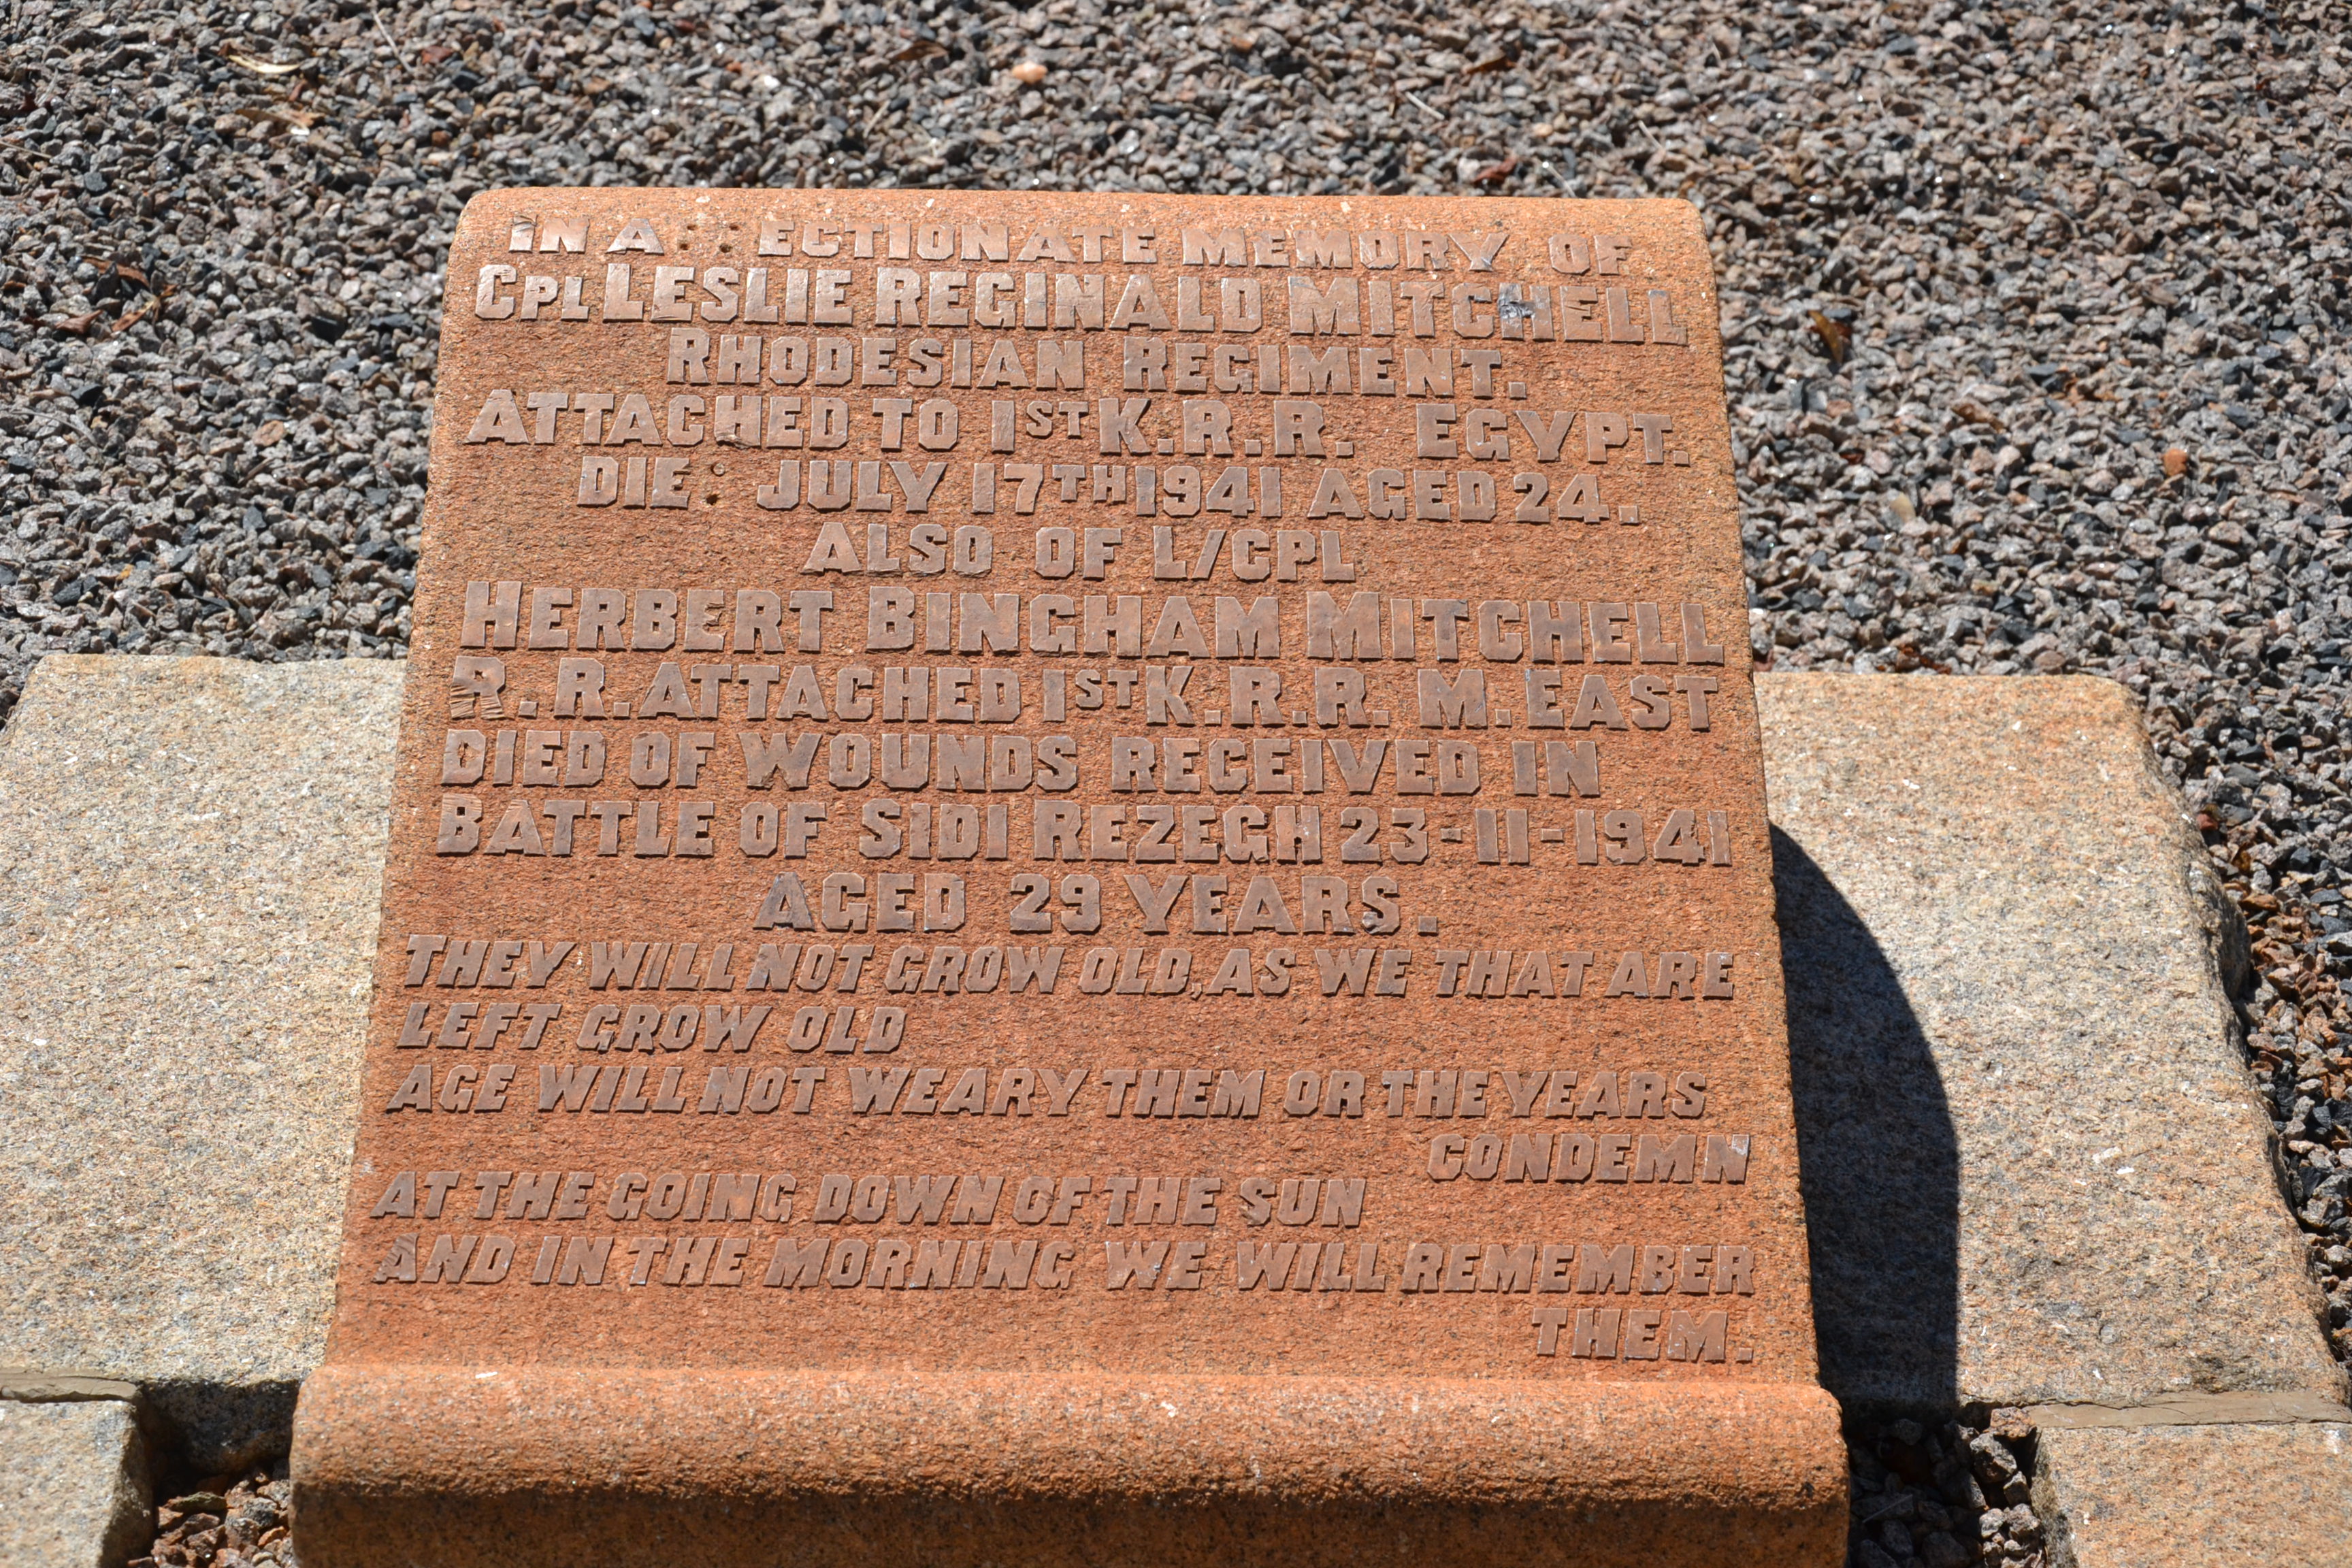 IN A ECTIONATE MEMORY OF
CPL LESLIE REGINALD MITCHELL
RHODESIAN REGIMENT.
ATTACHED TO 1ST K.R.R. EGYPT.
DIE JULY 17TH 1941 AGED 24.
ALSO OF L/CPL
HERBERT BINGHAM MITCHELL
R.R. ATTACHED 1ST K.R.R. M.EAST
DIED OF WOUNDS RECEIVED IN
BATTLE OF SIDI REZEGH 23-11-1941
AGED 29 YEARS.
THEY WILL NOT GROW OLD, AS WE THAT ARE
LEFT GROW OLD
AGE WILL NOT WEARY THEM OR THE YEARS
CONDEMN
AT THE GOING DOWN OF THE SUN
AND IN THE MORNING WE WILL REMEMBER
THEM.